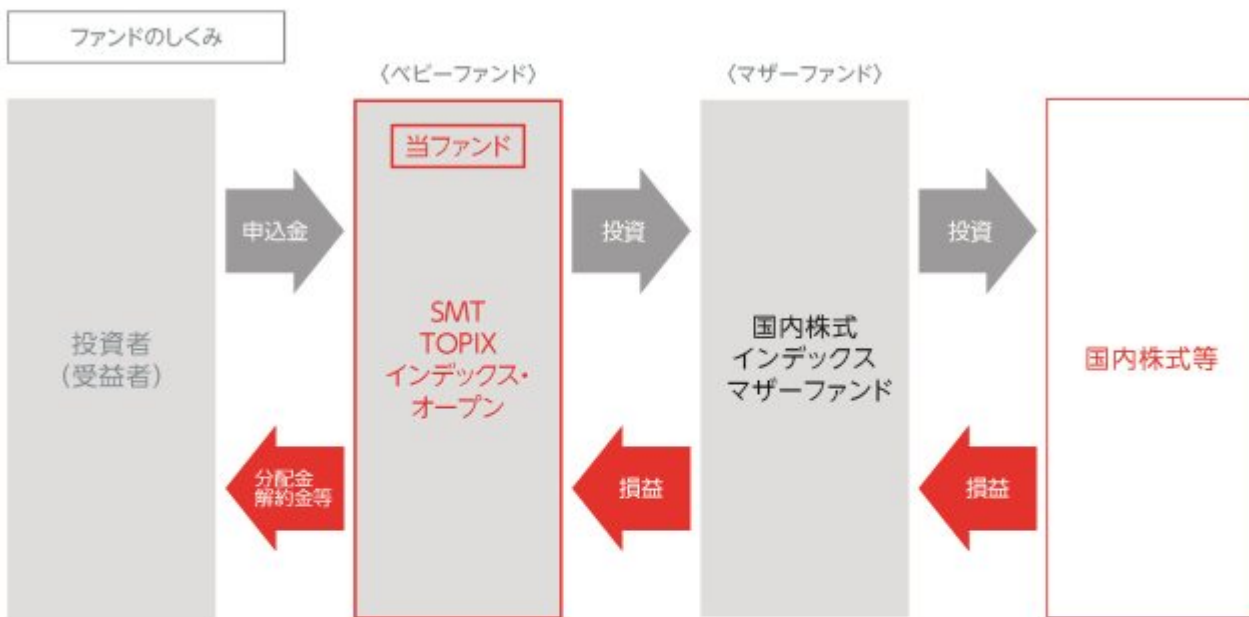 ファンドのしくみ
〈ベビーファンド〉
〈マザーファンド〉
当ファンド
申込金
投資
投資
投資者
(受益者)
SMT
TOPIX
インデックス・
オープン
国内株式
インデックス
マザーファンド
国内株式等
分配金
解約金等
損益
損益